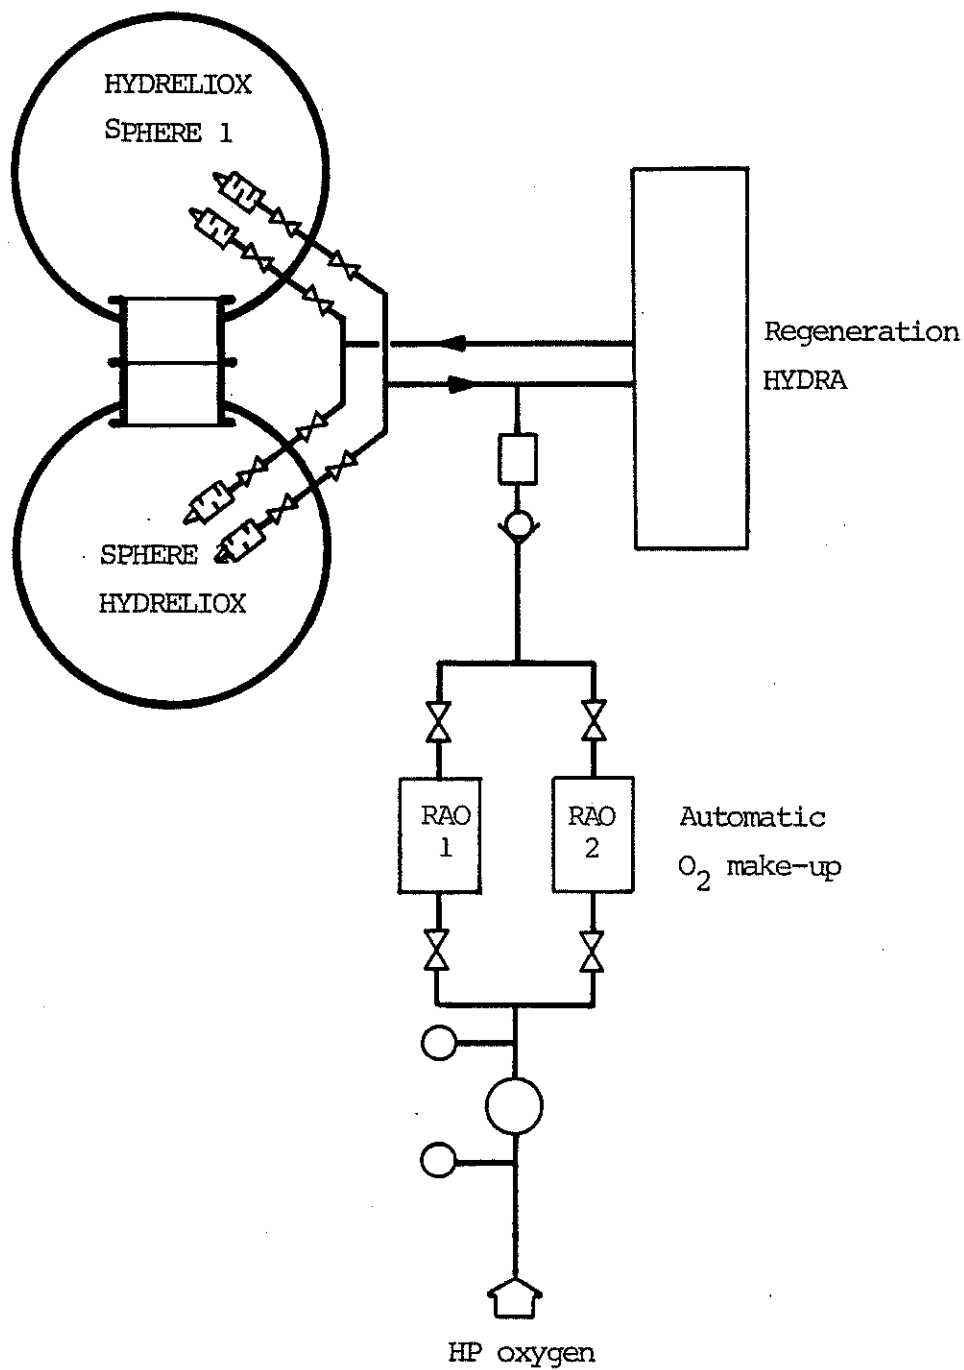 HYDRELIOX
SPHERE 1
Regeneration
HYDRA
SPHERE
HYDRELIOX
RAO
1
RAO
2
Automatic
O₂ make-up
HP oxygen